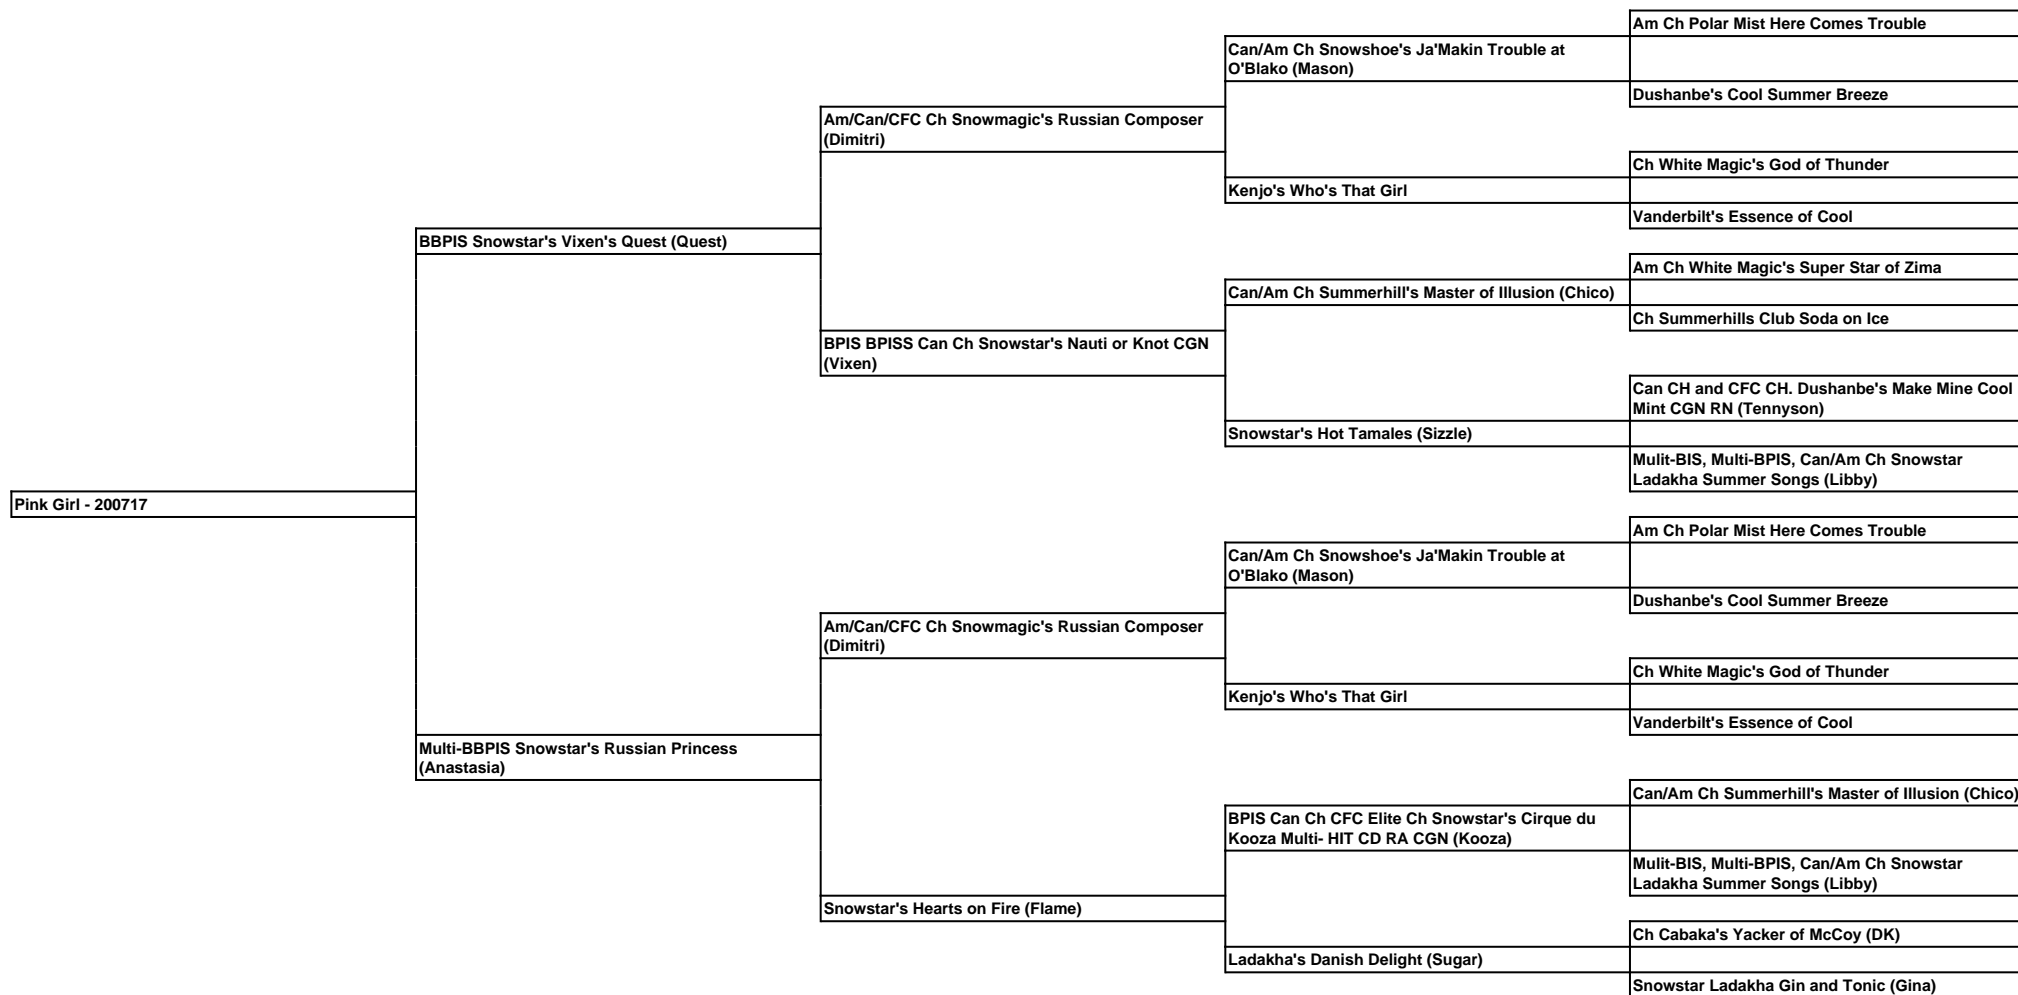 Am Ch Polar Mist Here Comes Trouble
Can/Am Ch Snowshoe's Ja'Makin Trouble at
O'Blako (Mason)
Dushanbe's Cool Summer Breeze
Am/Can/CFC Ch Snowmagic's Russian Composer
(Dimitri)
Ch White Magic's God of Thunder
Kenjo's Who's That Girl
Vanderbilt's Essence of Cool
BBPIS Snowstar's Vixen's Quest (Quest)
Am Ch White Magic's Super Star of Zima
Can/Am Ch Summerhill's Master of Illusion (Chico)
Ch Summerhills Club Soda on Ice
BPIS BPISS Can Ch Snowstar's Nauti or Knot CGN
(Vixen)
Can CH and CFC CH. Dushanbe's Make Mine Cool
Mint CGN RN (Tennyson)
Snowstar's Hot Tamales (Sizzle)
Mulit-BIS, Multi-BPIS, Can/Am Ch Snowstar
Ladakha Summer Songs (Libby)
Pink Girl - 200717
Am Ch Polar Mist Here Comes Trouble
Can/Am Ch Snowshoe's Ja'Makin Trouble at
O'Blako (Mason)
Dushanbe's Cool Summer Breeze
Am/Can/CFC Ch Snowmagic's Russian Composer
(Dimitri)
Ch White Magic's God of Thunder
Kenjo's Who's That Girl
Vanderbilt's Essence of Cool
Multi-BBPIS Snowstar's Russian Princess
(Anastasia)
Can/Am Ch Summerhill's Master of Illusion (Chico)
BPIS Can Ch CFC Elite Ch Snowstar's Cirque du
Kooza Multi- HIT CD RA CGN (Kooza)
Mulit-BIS, Multi-BPIS, Can/Am Ch Snowstar
Ladakha Summer Songs (Libby)
Snowstar's Hearts on Fire (Flame)
Ch Cabaka's Yacker of McCoy (DK)
Ladakha's Danish Delight (Sugar)
Snowstar Ladakha Gin and Tonic (Gina)